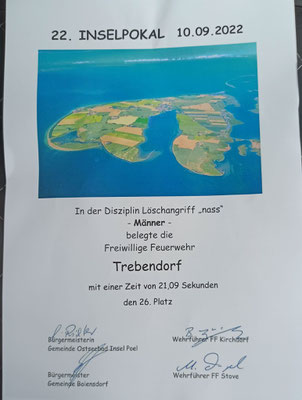 22. INSELPOKAL 10.09.2022
In der Disziplin Löschangriff „nass"
- Männer -
belegte die
Freiwillige Feuerwehr
Trebendorf
mit einer Zeit von 21,09 Sekunden
den 26. Platz
Bürgermeisterin
Gemeinde Ostseebad Insel Poel
Wehrführer FF Kirchdorf
Bürgermeister
Gemeinde Boiensdorf
Wehrführer FF Stove